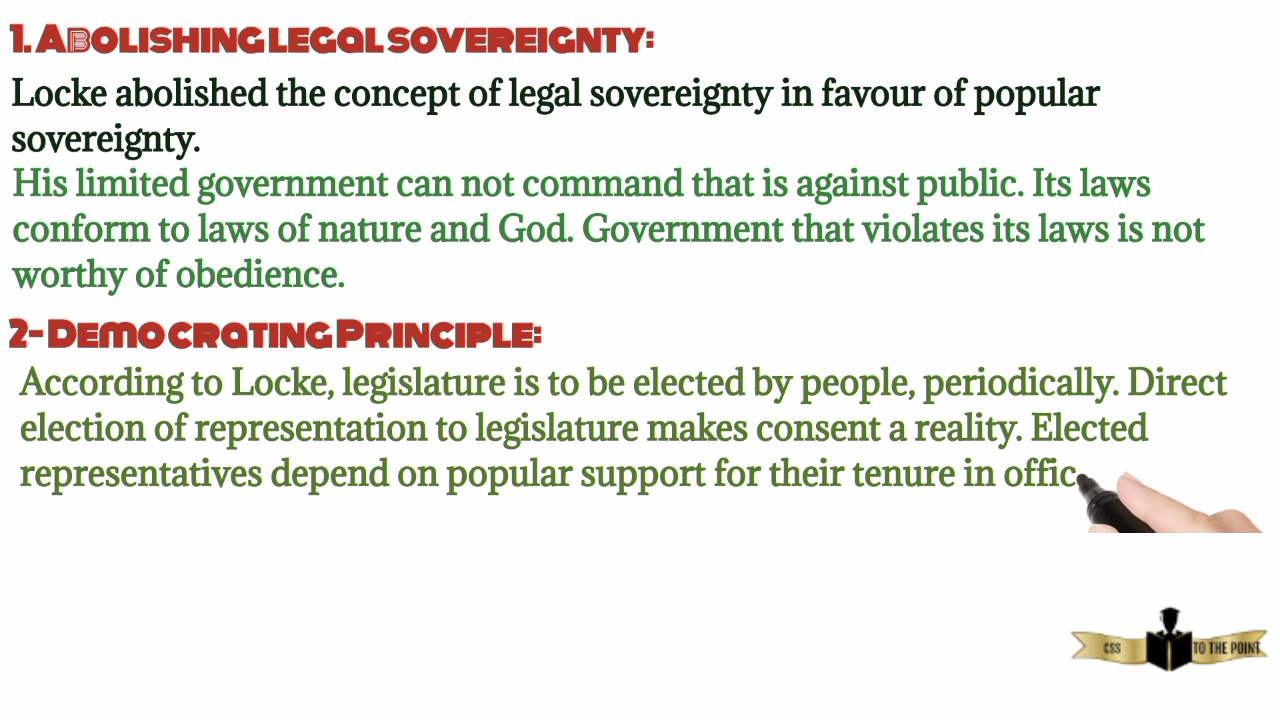 1. Abolishing legal sovereignty:
Locke abolished the concept of legal sovereignty in favour of popular
sovereignty.
His limited government can not command that is against public. Its laws
conform to laws of nature and God. Government that violates its laws is not
worthy of obedience.
2- Democrating Principle:
According to Locke, legislature is to be elected by people, periodically. Direct
election of representation to legislature makes consent a reality. Elected
representatives depend on popular support for their tenure in offic
CSS TO THE POINT